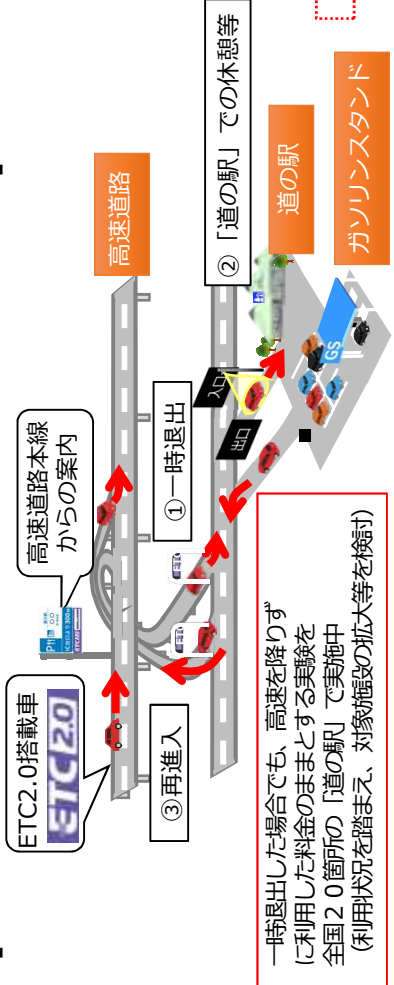 ETC2.0搭載車
ETC2.0
高速道路本線
からの案内
高速道路
①一時退出
②「道の駅」での休憩等
③再進入
入口
出口
道の駅
GS
ガソリンスタンド
一時退出した場合でも、高速を降りず
に利用した料金のままとする実験を
全国20箇所の「道の駅」で実施中
(利用状況を踏まえ、対象施設の拡大等を検討)